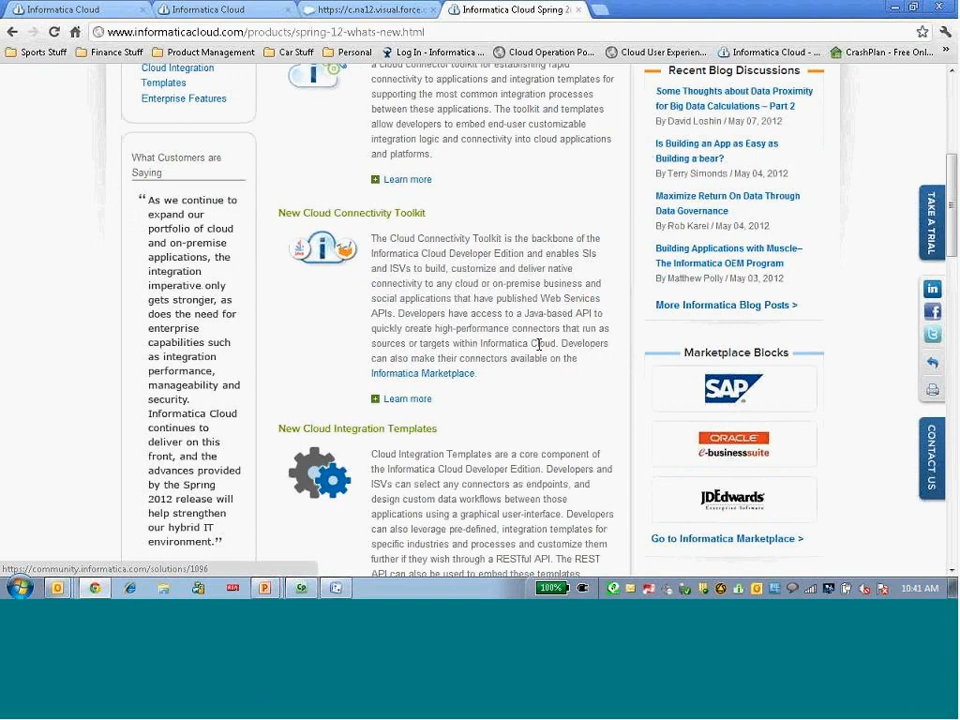 Informatica Cloud
Informatica Cloud
https://c.na12.visual.force.
Informatica Cloud Spring 2
www.informaticacloud.com/products/spring-12-whats-new.html
Sports Stuff
Finance Stuff
Product Management
Car Stuff
Personal
Log In - Informatica ...
Cloud Operation Po...
Cloud User Experien...
Informatica Cloud - ...
CrashPlan - Free Onl...
Cloud Integration
Templates
Enterprise Features
What Customers are
Saying
“ As we continue to
expand our
portfolio of cloud
and on-premise
applications, the
integration
imperative only
gets stronger, as
does the need for
enterprise
capabilities such
as integration
performance,
manageability and
security.
Informatica Cloud
continues to
deliver on this
front, and the
advances provided
by the Spring
2012 release will
help strengthen
our hybrid IT
environment.”
a cloud connector toolkit for establishing rapid
connectivity to applications and integration templates for
supporting the most common integration processes
between these applications. The toolkit and templates
allow developers to embed end-user customizable
integration logic and connectivity into cloud applications
and platforms.
Learn more
New Cloud Connectivity Toolkit
The Cloud Connectivity Toolkit is the backbone of the
Informatica Cloud Developer Edition and enables SIs
and ISVs to build, customize and deliver native
connectivity to any cloud or on-premise business and
social applications that have published Web Services
APIs. Developers have access to a Java-based API to
quickly create high-performance connectors that run as
sources or targets within Informatica Cloud. Developers
can also make their connectors available on the
Informatica Marketplace.
Learn more
New Cloud Integration Templates
Cloud Integration Templates are a core component of
the Informatica Cloud Developer Edition. Developers and
ISVs can select any connectors as endpoints, and
design custom data workflows between those
applications using a graphical user-interface. Developers
can also leverage pre-defined, integration templates for
specific industries and processes and customize them
further if they wish through a RESTful API. The REST
API can also be used to embed these templates
Recent Blog Discussions
Some Thoughts about Data Proximity
for Big Data Calculations – Part 2
By David Loshin / May 07, 2012
Is Building an App as Easy as
Building a bear?
By Terry Simonds / May 04, 2012
Maximize Return On Data Through
Data Governance
By Rob Karel / May 04, 2012
Building Applications with Muscle–
The Informatica OEM Program
By Matthew Polly / May 03, 2012
More Informatica Blog Posts >
Marketplace Blocks
SAP
ORACLE
e-businesssuite
JDEdwards
Enterprise Software
Go to Informatica Marketplace >
TAKE A TRIAL
CONTACT US
https://community.informatica.com/solutions/1096
100%
10:41 AM